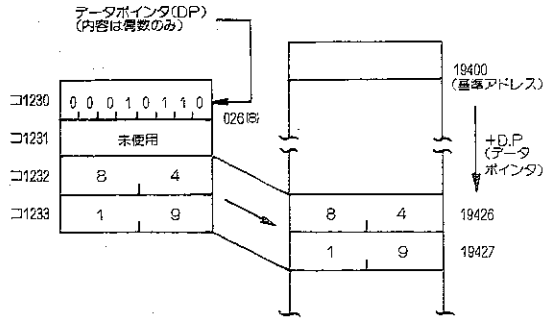 データポインタ(DP)
(内容は偶数のみ)
コ1230 0 0 0 1 0 1 1 0 026(8)
コ1231 未使用
コ1232 8 4
コ1233 1 9
19400
(基準アドレス)
+D.P
(データ
ポインタ)
8 4 19426
1 9 19427